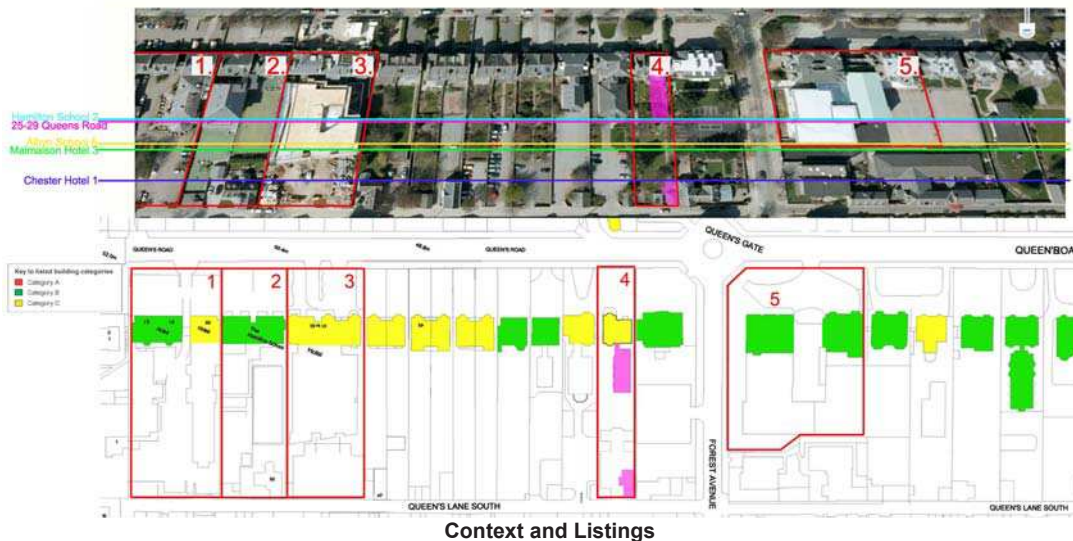 1. 2. 3. 4. 5.
Hamilton School 2
25-29 Queens Road
Albyn School 5
Malmaison Hotel 3
Chester Hotel 1
QUEEN'S ROAD
QUEEN'S ROAD
QUEEN'S GATE
QUEEN'S ROAD
Key to listed building categories
Category A
Category B
Category C
1 2 3 4 5
FOREST AVENUE
QUEEN'S LANE SOUTH
QUEEN'S LANE SOUTH
Context and Listings